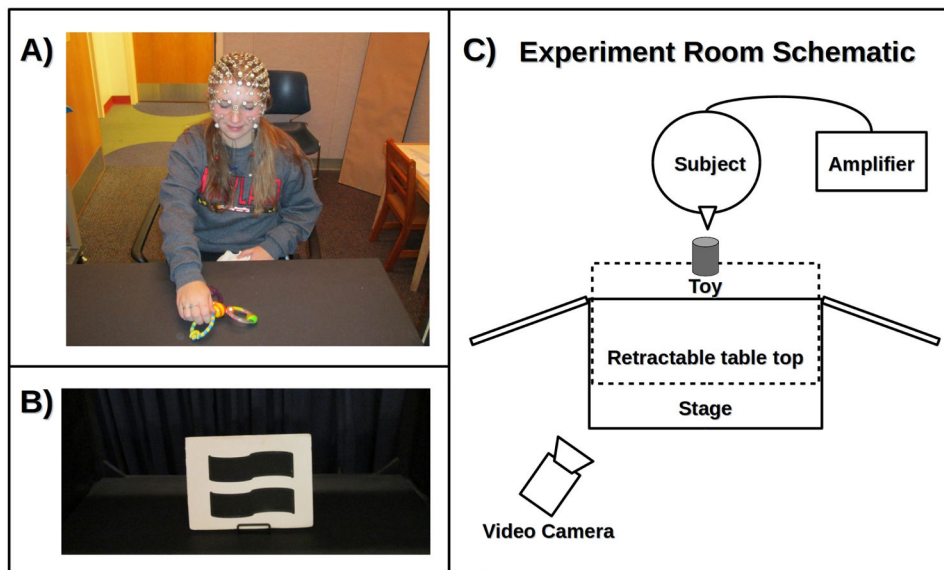 A)
B)
C) Experiment Room Schematic
Subject
Amplifier
Toy
Retractable table top
Stage
Video Camera